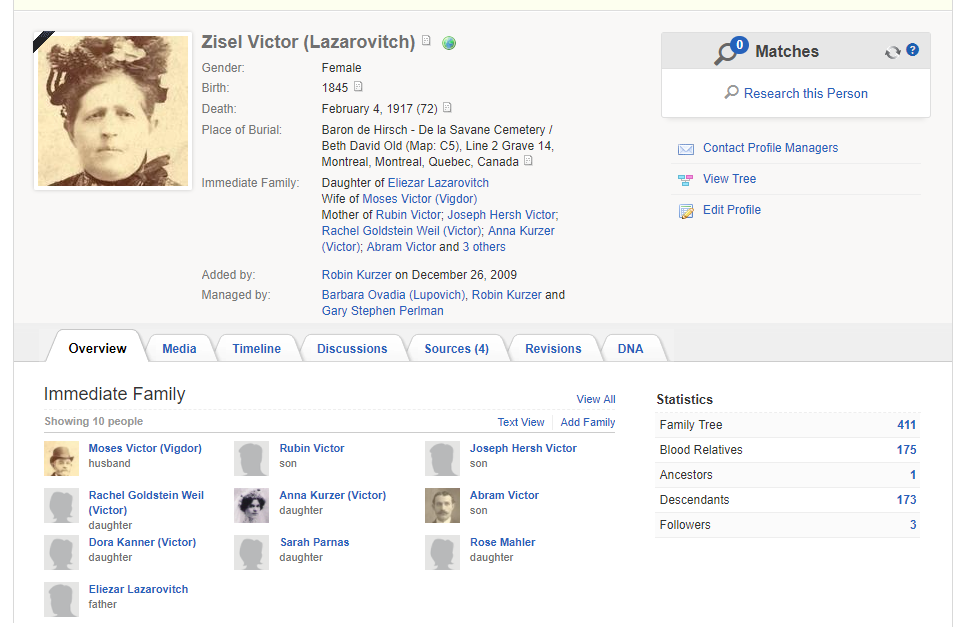 Zisel Victor (Lazarovitch)
Gender: Female
Birth: 1845
Death: February 4, 1917 (72)
Place of Burial: Baron de Hirsch - De la Savane Cemetery /
Beth David Old (Map: C5), Line 2 Grave 14,
Montreal, Montreal, Quebec, Canada
Immediate Family: Daughter of Eliezar Lazarovitch
Wife of Moses Victor (Vigdor)
Mother of Rubin Victor; Joseph Hersh Victor;
Rachel Goldstein Weil (Victor); Anna Kurzer
(Victor); Abram Victor and 3 others
Added by: Robin Kurzer on December 26, 2009
Managed by: Barbara Ovadia (Lupovich), Robin Kurzer and
Gary Stephen Perlman
0 Matches ?
Research this Person
Contact Profile Managers
View Tree
Edit Profile
Overview Media Timeline Discussions Sources (4) Revisions DNA
Immediate Family View All
Showing 10 people Text View Add Family
Moses Victor (Vigdor)
husband
Rubin Victor
son
Joseph Hersh Victor
son
Rachel Goldstein Weil
(Victor)
daughter
Anna Kurzer (Victor)
daughter
Abram Victor
son
Dora Kanner (Victor)
daughter
Sarah Parnas
daughter
Rose Mahler
daughter
Eliezar Lazarovitch
father
Statistics
Family Tree 411
Blood Relatives 175
Ancestors 1
Descendants 173
Followers 3